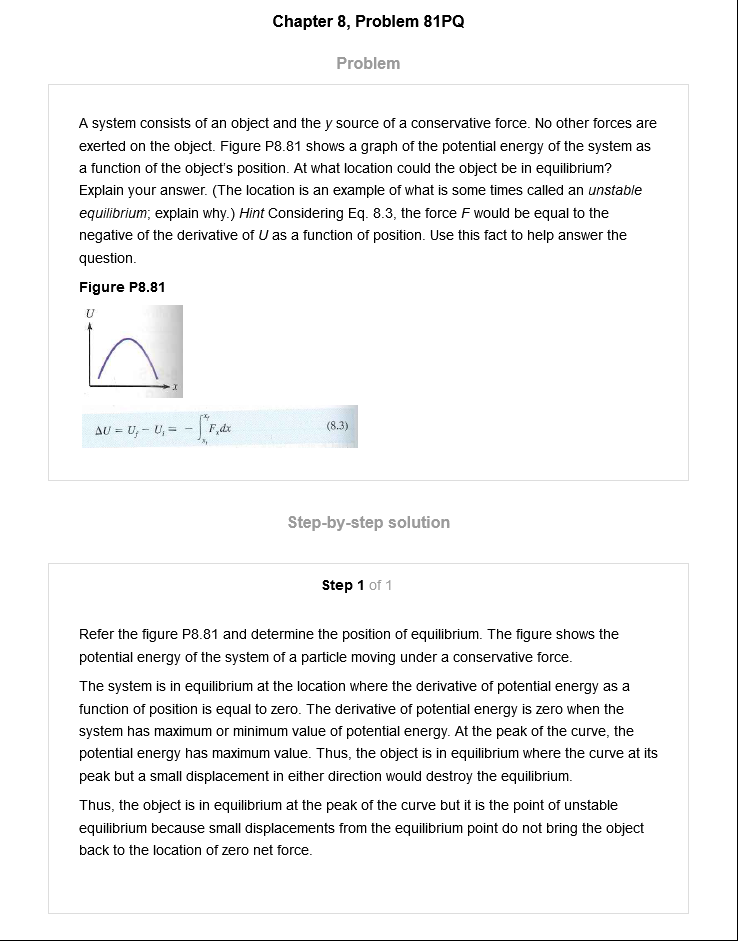 Chapter 8, Problem 81PQ
Problem
A system consists of an object and the y source of a conservative force. No other forces are
exerted on the object. Figure P8.81 shows a graph of the potential energy of the system as
a function of the object's position. At what location could the object be in equilibrium?
Explain your answer. (The location is an example of what is some times called an unstable
equilibrium; explain why.) Hint Considering Eq. 8.3, the force F would be equal to the
negative of the derivative of U as a function of position. Use this fact to help answer the
question.
Figure P8.81
U
x
ΔU = U_f − U_i = − ∫_{x_i}^{x_f} F_x dx (8.3)
Step-by-step solution
Step 1 of 1
Refer the figure P8.81 and determine the position of equilibrium. The figure shows the
potential energy of the system of a particle moving under a conservative force.
The system is in equilibrium at the location where the derivative of potential energy as a
function of position is equal to zero. The derivative of potential energy is zero when the
system has maximum or minimum value of potential energy. At the peak of the curve, the
potential energy has maximum value. Thus, the object is in equilibrium where the curve at its
peak but a small displacement in either direction would destroy the equilibrium.
Thus, the object is in equilibrium at the peak of the curve but it is the point of unstable
equilibrium because small displacements from the equilibrium point do not bring the object
back to the location of zero net force.